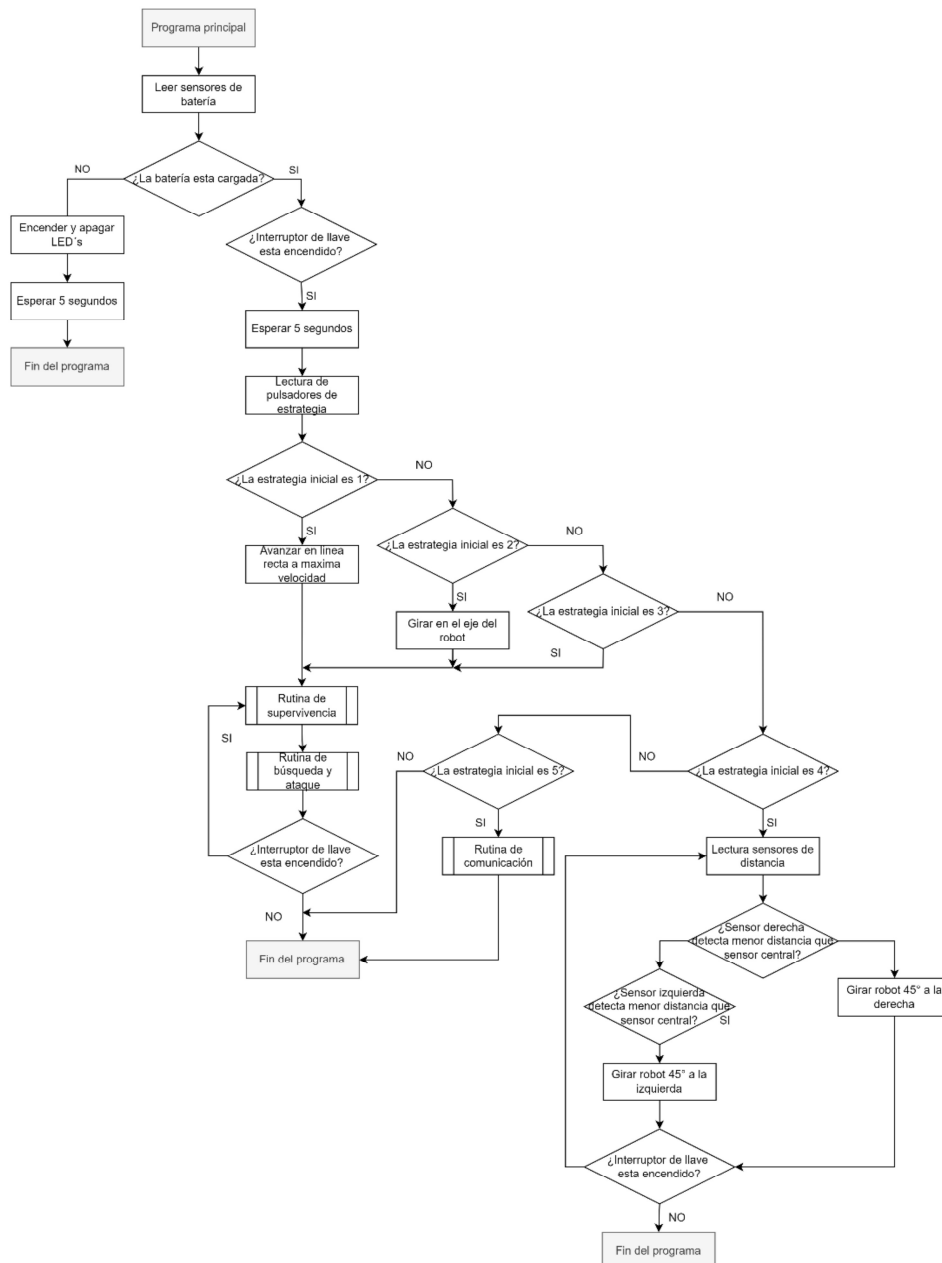 Programa principal
Leer sensores de
batería
NO
¿La batería esta cargada?
SI
Encender y apagar
LED´s
¿Interruptor de llave
esta encendido?
Esperar 5 segundos
SI
Esperar 5 segundos
Fin del programa
Lectura de
pulsadores de
estrategia
¿La estrategia inicial es 1?
NO
SI
¿La estrategia inicial es 2?
NO
Avanzar en linea
recta a maxima
velocidad
SI
¿La estrategia inicial es 3?
NO
Girar en el eje del
robot
SI
Rutina de
supervivencia
SI
Rutina de
búsqueda y
ataque
NO
¿La estrategia inicial es 5?
NO
¿La estrategia inicial es 4?
SI
SI
¿Interruptor de llave
esta encendido?
Rutina de
comunicación
Lectura sensores de
distancia
NO
Fin del programa
¿Sensor derecha
detecta menor distancia que
sensor central?
¿Sensor izquierda
detecta menor distancia que
sensor central?
SI
Girar robot 45° a la
derecha
Girar robot 45° a la
izquierda
¿Interruptor de llave
esta encendido?
NO
Fin del programa